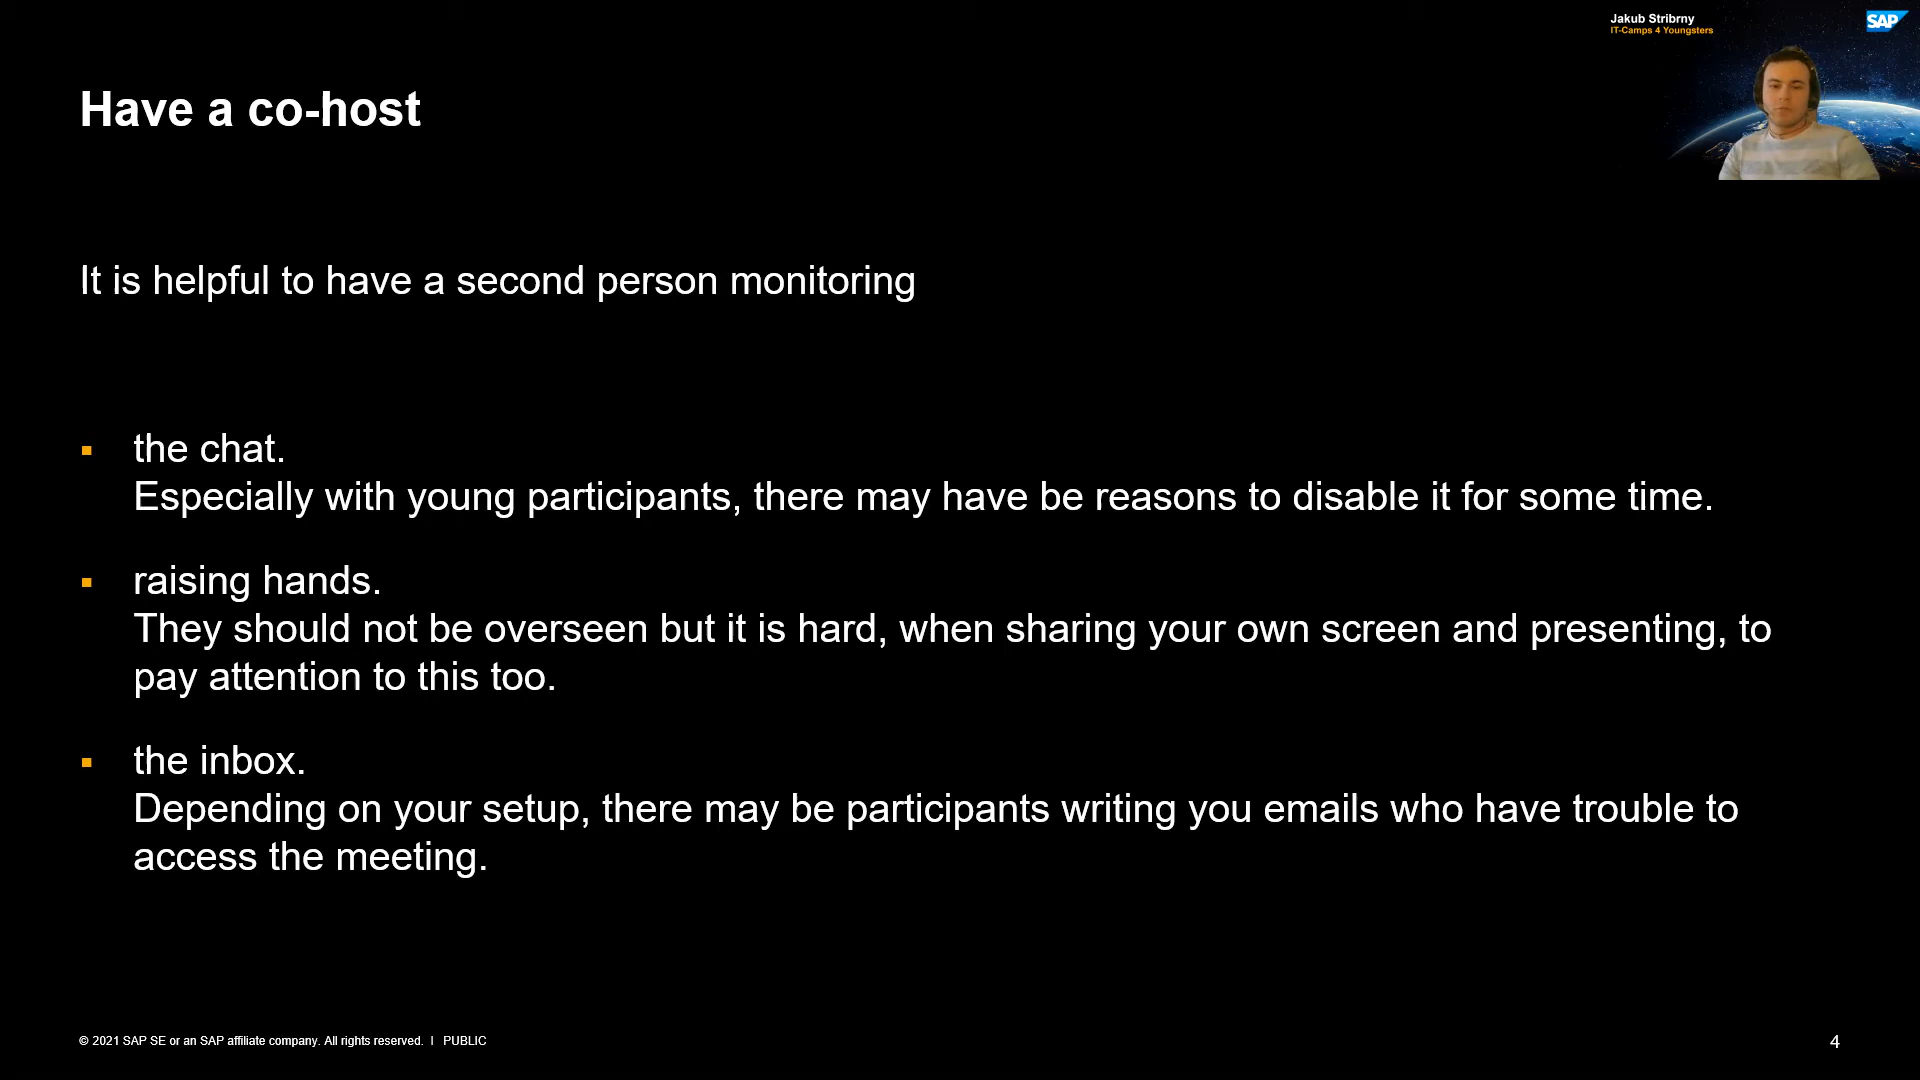 Jakub Stribrny
IT-Camps 4 Youngsters
SAP
Have a co-host
It is helpful to have a second person monitoring
▪ the chat.
Especially with young participants, there may have be reasons to disable it for some time.
▪ raising hands.
They should not be overseen but it is hard, when sharing your own screen and presenting, to
pay attention to this too.
▪ the inbox.
Depending on your setup, there may be participants writing you emails who have trouble to
access the meeting.
© 2021 SAP SE or an SAP affiliate company. All rights reserved. I PUBLIC
4